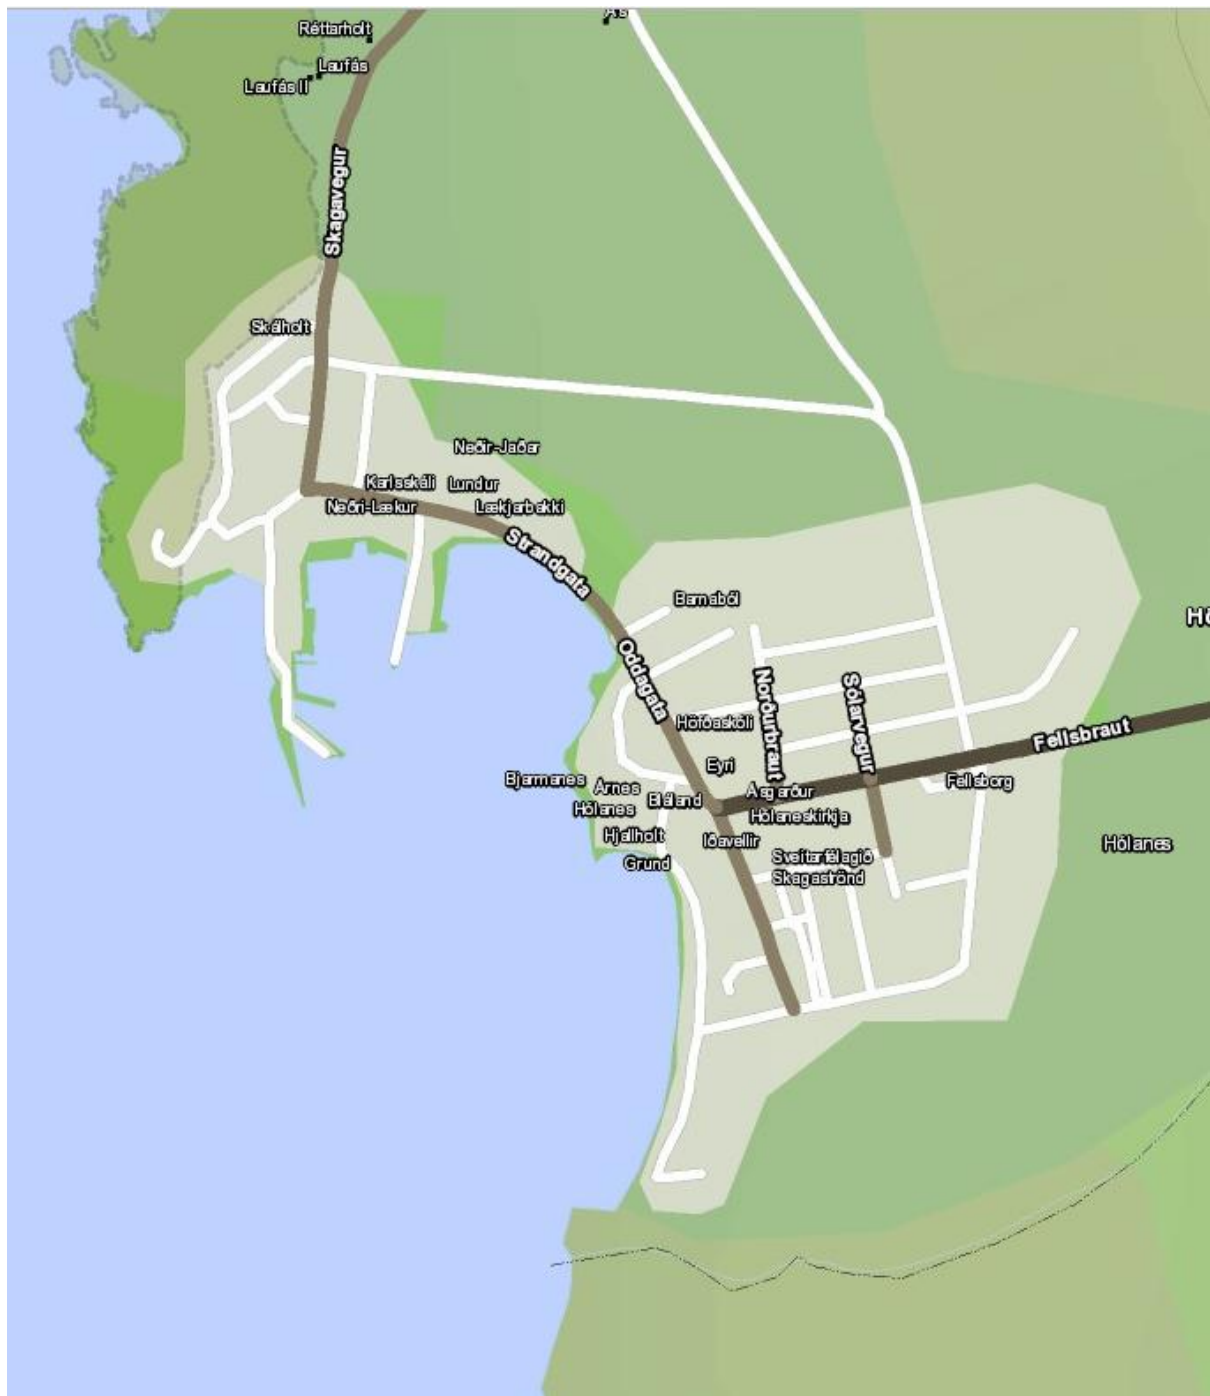 Réttarholt
Laufás
Laufás II
Skagavegur
Skálholt
Neðir-Jaðar
Karlsskáli
Lundur
Neðri-Lækur
Lækjarbakki
Strandgata
Barnaból
Oddagata
Norðurbraut
Sólarvegur
Höfðaskóli
Fellsbraut
Eyri
Bjarmanes
Árnes
Ásgarður
Fellsborg
Hólanes
Bláland
Hólaneskirkja
Hjallholt
Iðavellir
Hólanes
Grund
Sveitarfélagið
Skagaströnd